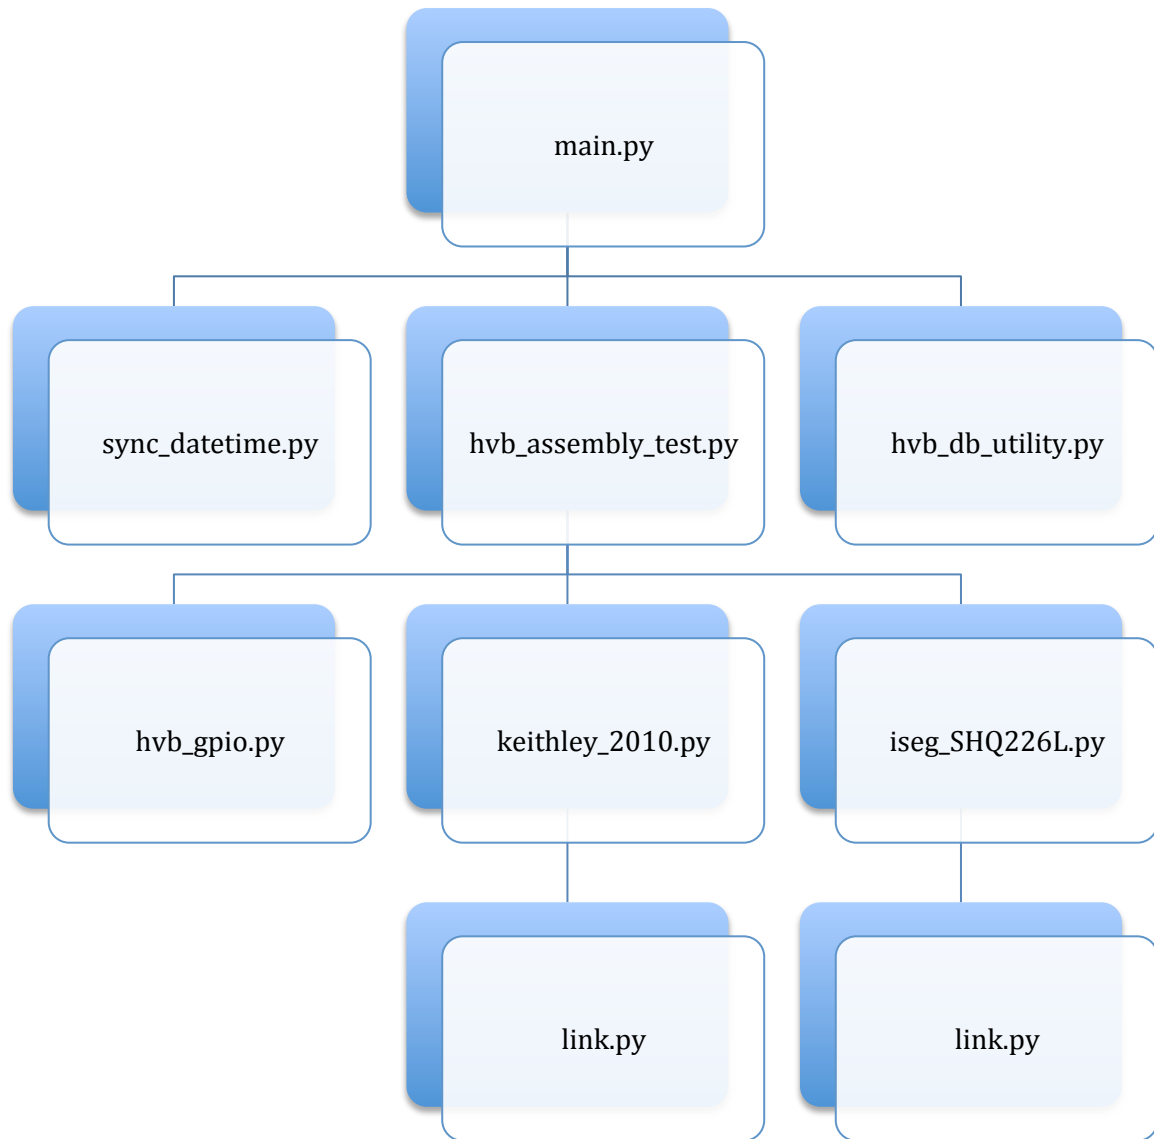 main.py
sync_datetime.py
hvb_assembly_test.py
hvb_db_utility.py
hvb_gpio.py
keithley_2010.py
iseg_SHQ226L.py
link.py
link.py